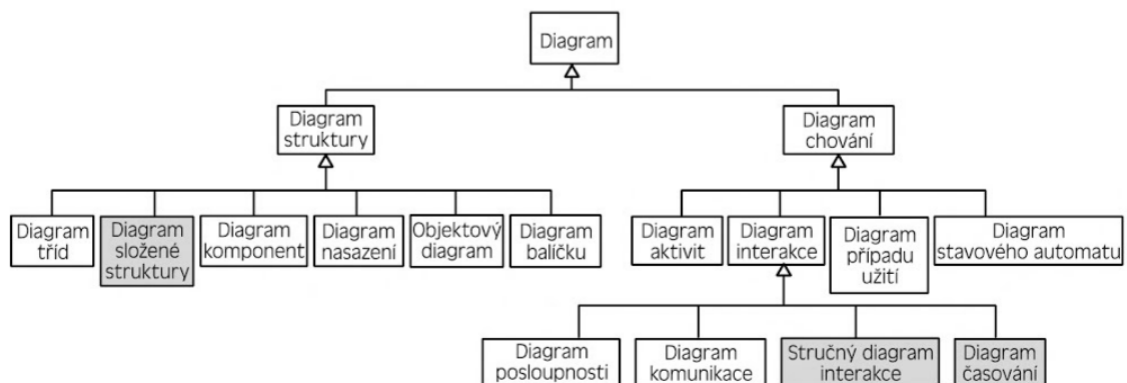 Diagram
Diagram
struktury
Diagram
chování
Diagram
tříd
Diagram
složené
struktury
Diagram
komponent
Diagram
nasazení
Objektový
diagram
Diagram
balíčku
Diagram
aktivit
Diagram
interakce
Diagram
případu
užití
Diagram
stavového automatu
Diagram
posloupnosti
Diagram
komunikace
Stručný diagram
interakce
Diagram
časování